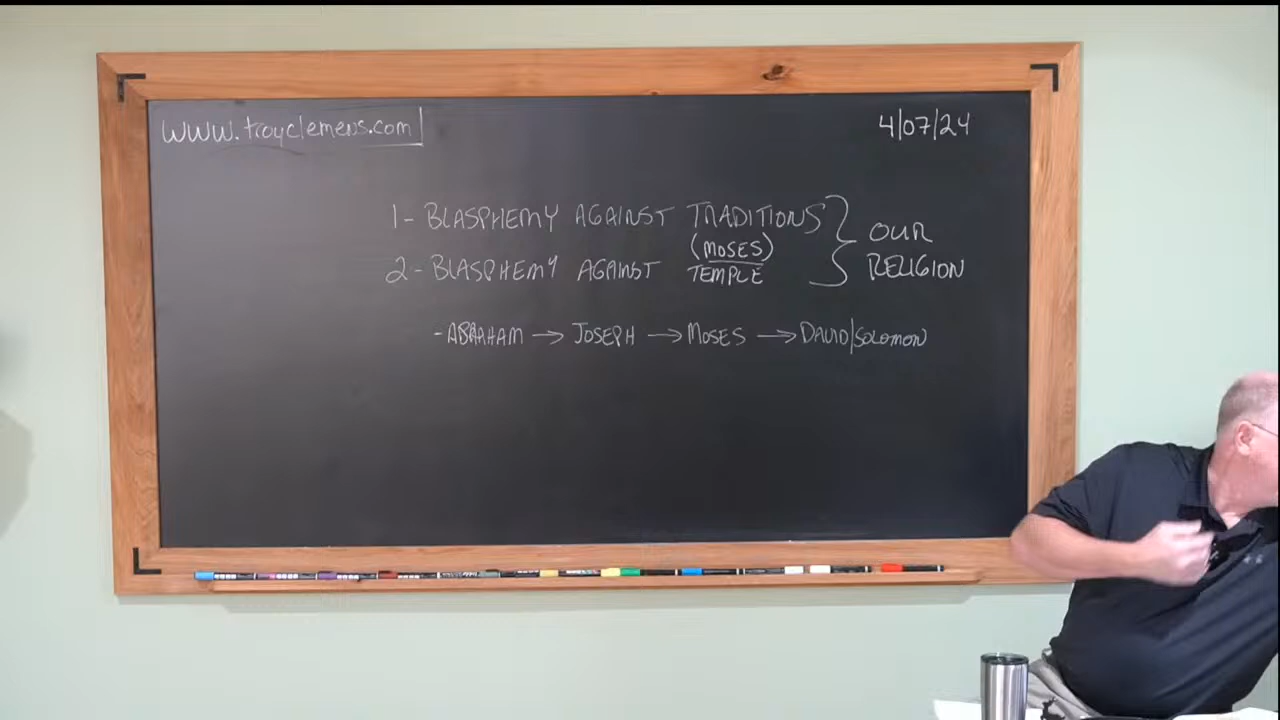 www.troyclemens.com
4/07/24
1- BLASPHEMY AGAINST TRADITIONS
(MOSES)
2- BLASPHEMY AGAINST TEMPLE
OUR
RELIGION
- ABRAHAM → JOSEPH → MOSES → DAVID/SOLOMON